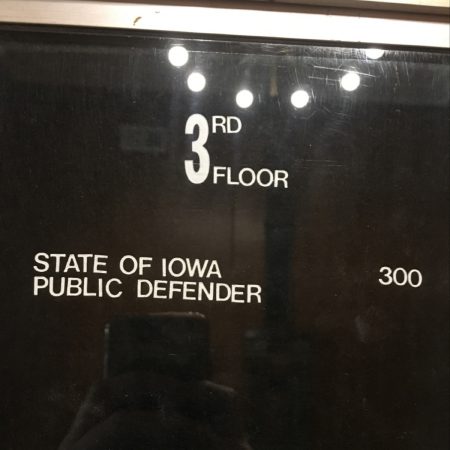 3RD
FLOOR
STATE OF IOWA
PUBLIC DEFENDER 300